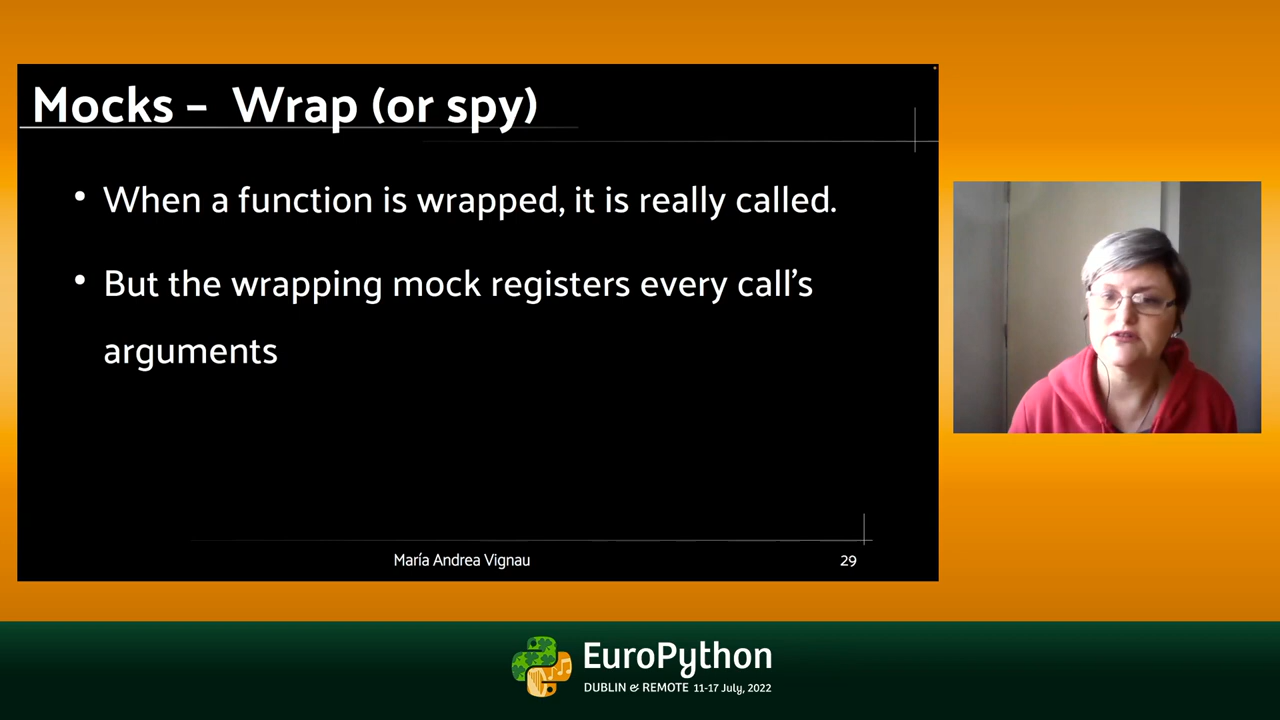 Mocks – Wrap (or spy)
• When a function is wrapped, it is really called.
• But the wrapping mock registers every call’s
arguments
María Andrea Vignau
29
EuroPython
DUBLIN & REMOTE 11-17 July, 2022